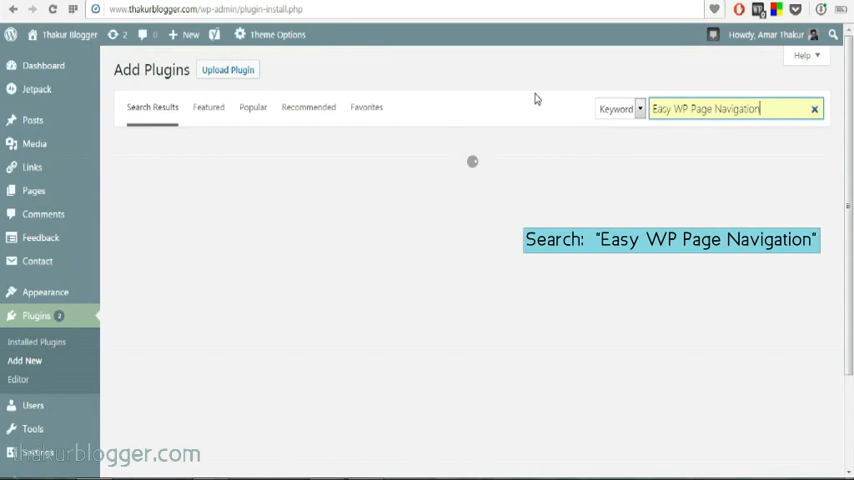 www.thakurblogger.com/wp-admin/plugin-install.php
Thakur Blogger 2 0 New Theme Options Howdy, Amar Thakur
Help
Add Plugins Upload Plugin
Search Results Featured Popular Recommended Favorites Keyword Easy WP Page Navigation
Dashboard
Jetpack
Posts
Media
Links
Pages
Comments
Feedback
Contact
Appearance
Plugins 2
Installed Plugins
Add New
Editor
Users
Tools
Settings
Search: "Easy WP Page Navigation"
thakurblogger.com